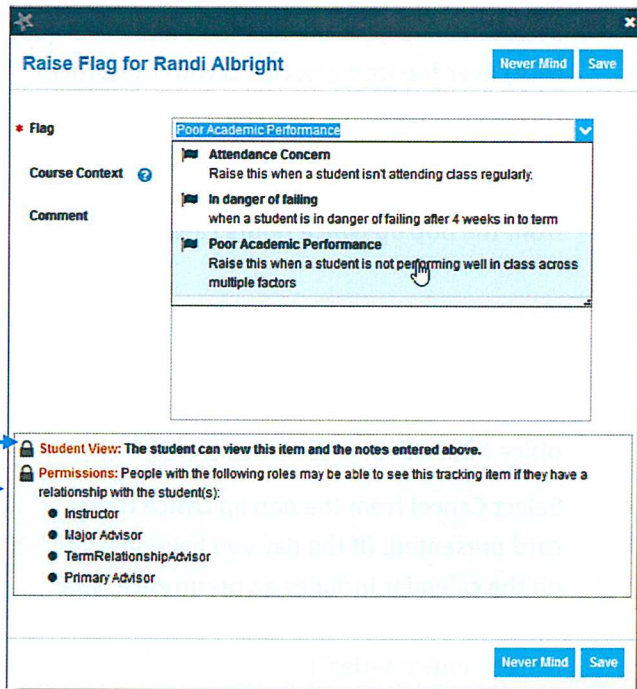 Raise Flag for Randi Albright
Never Mind
Save
* Flag
Poor Academic Performance
Attendance Concern
Raise this when a student isn't attending class regularly.
Course Context ?
In danger of failing
when a student is in danger of failing after 4 weeks in to term
Comment
Poor Academic Performance
Raise this when a student is not performing well in class across
multiple factors
Student View: The student can view this item and the notes entered above.
Permissions: People with the following roles may be able to see this tracking item if they have a
relationship with the student(s):
● Instructor
● Major Advisor
● TermRelationshipAdvisor
● Primary Advisor
Never Mind
Save